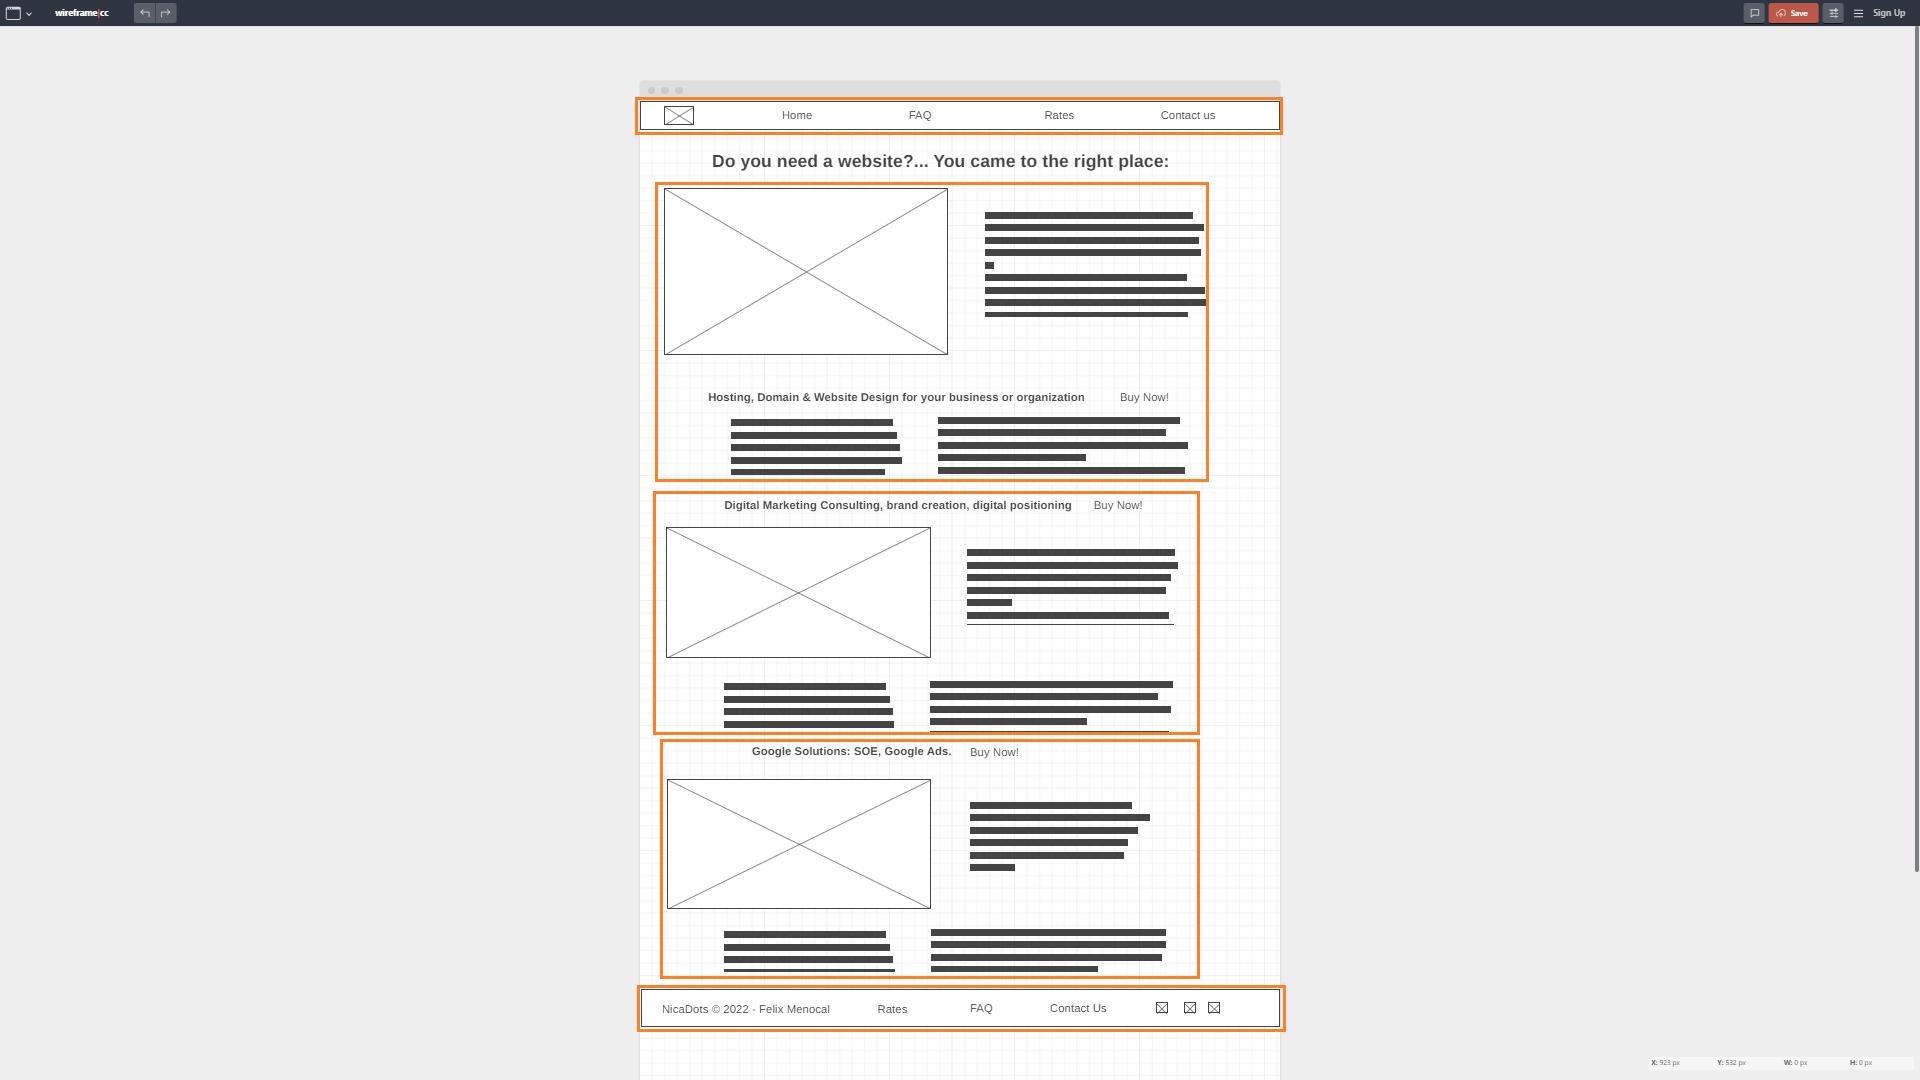 wireframe|cc
Save
Sign Up
Home FAQ Rates Contact us
Do you need a website?... You came to the right place:
Hosting, Domain & Website Design for your business or organization Buy Now!
Digital Marketing Consulting, brand creation, digital positioning Buy Now!
Google Solutions: SOE, Google Ads. Buy Now!
NicaDots © 2022 - Felix Menocal Rates FAQ Contact Us
X: 923 px Y: 532 px W: 0 px H: 0 px